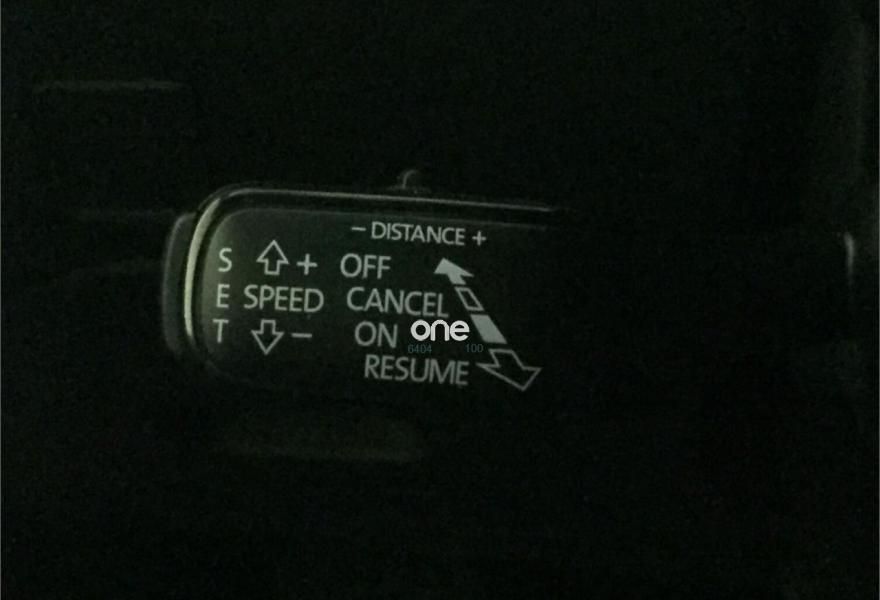 − DISTANCE +
S ⇧ + OFF
E SPEED CANCEL
T ⇩ − ON
RESUME
one
6404 100